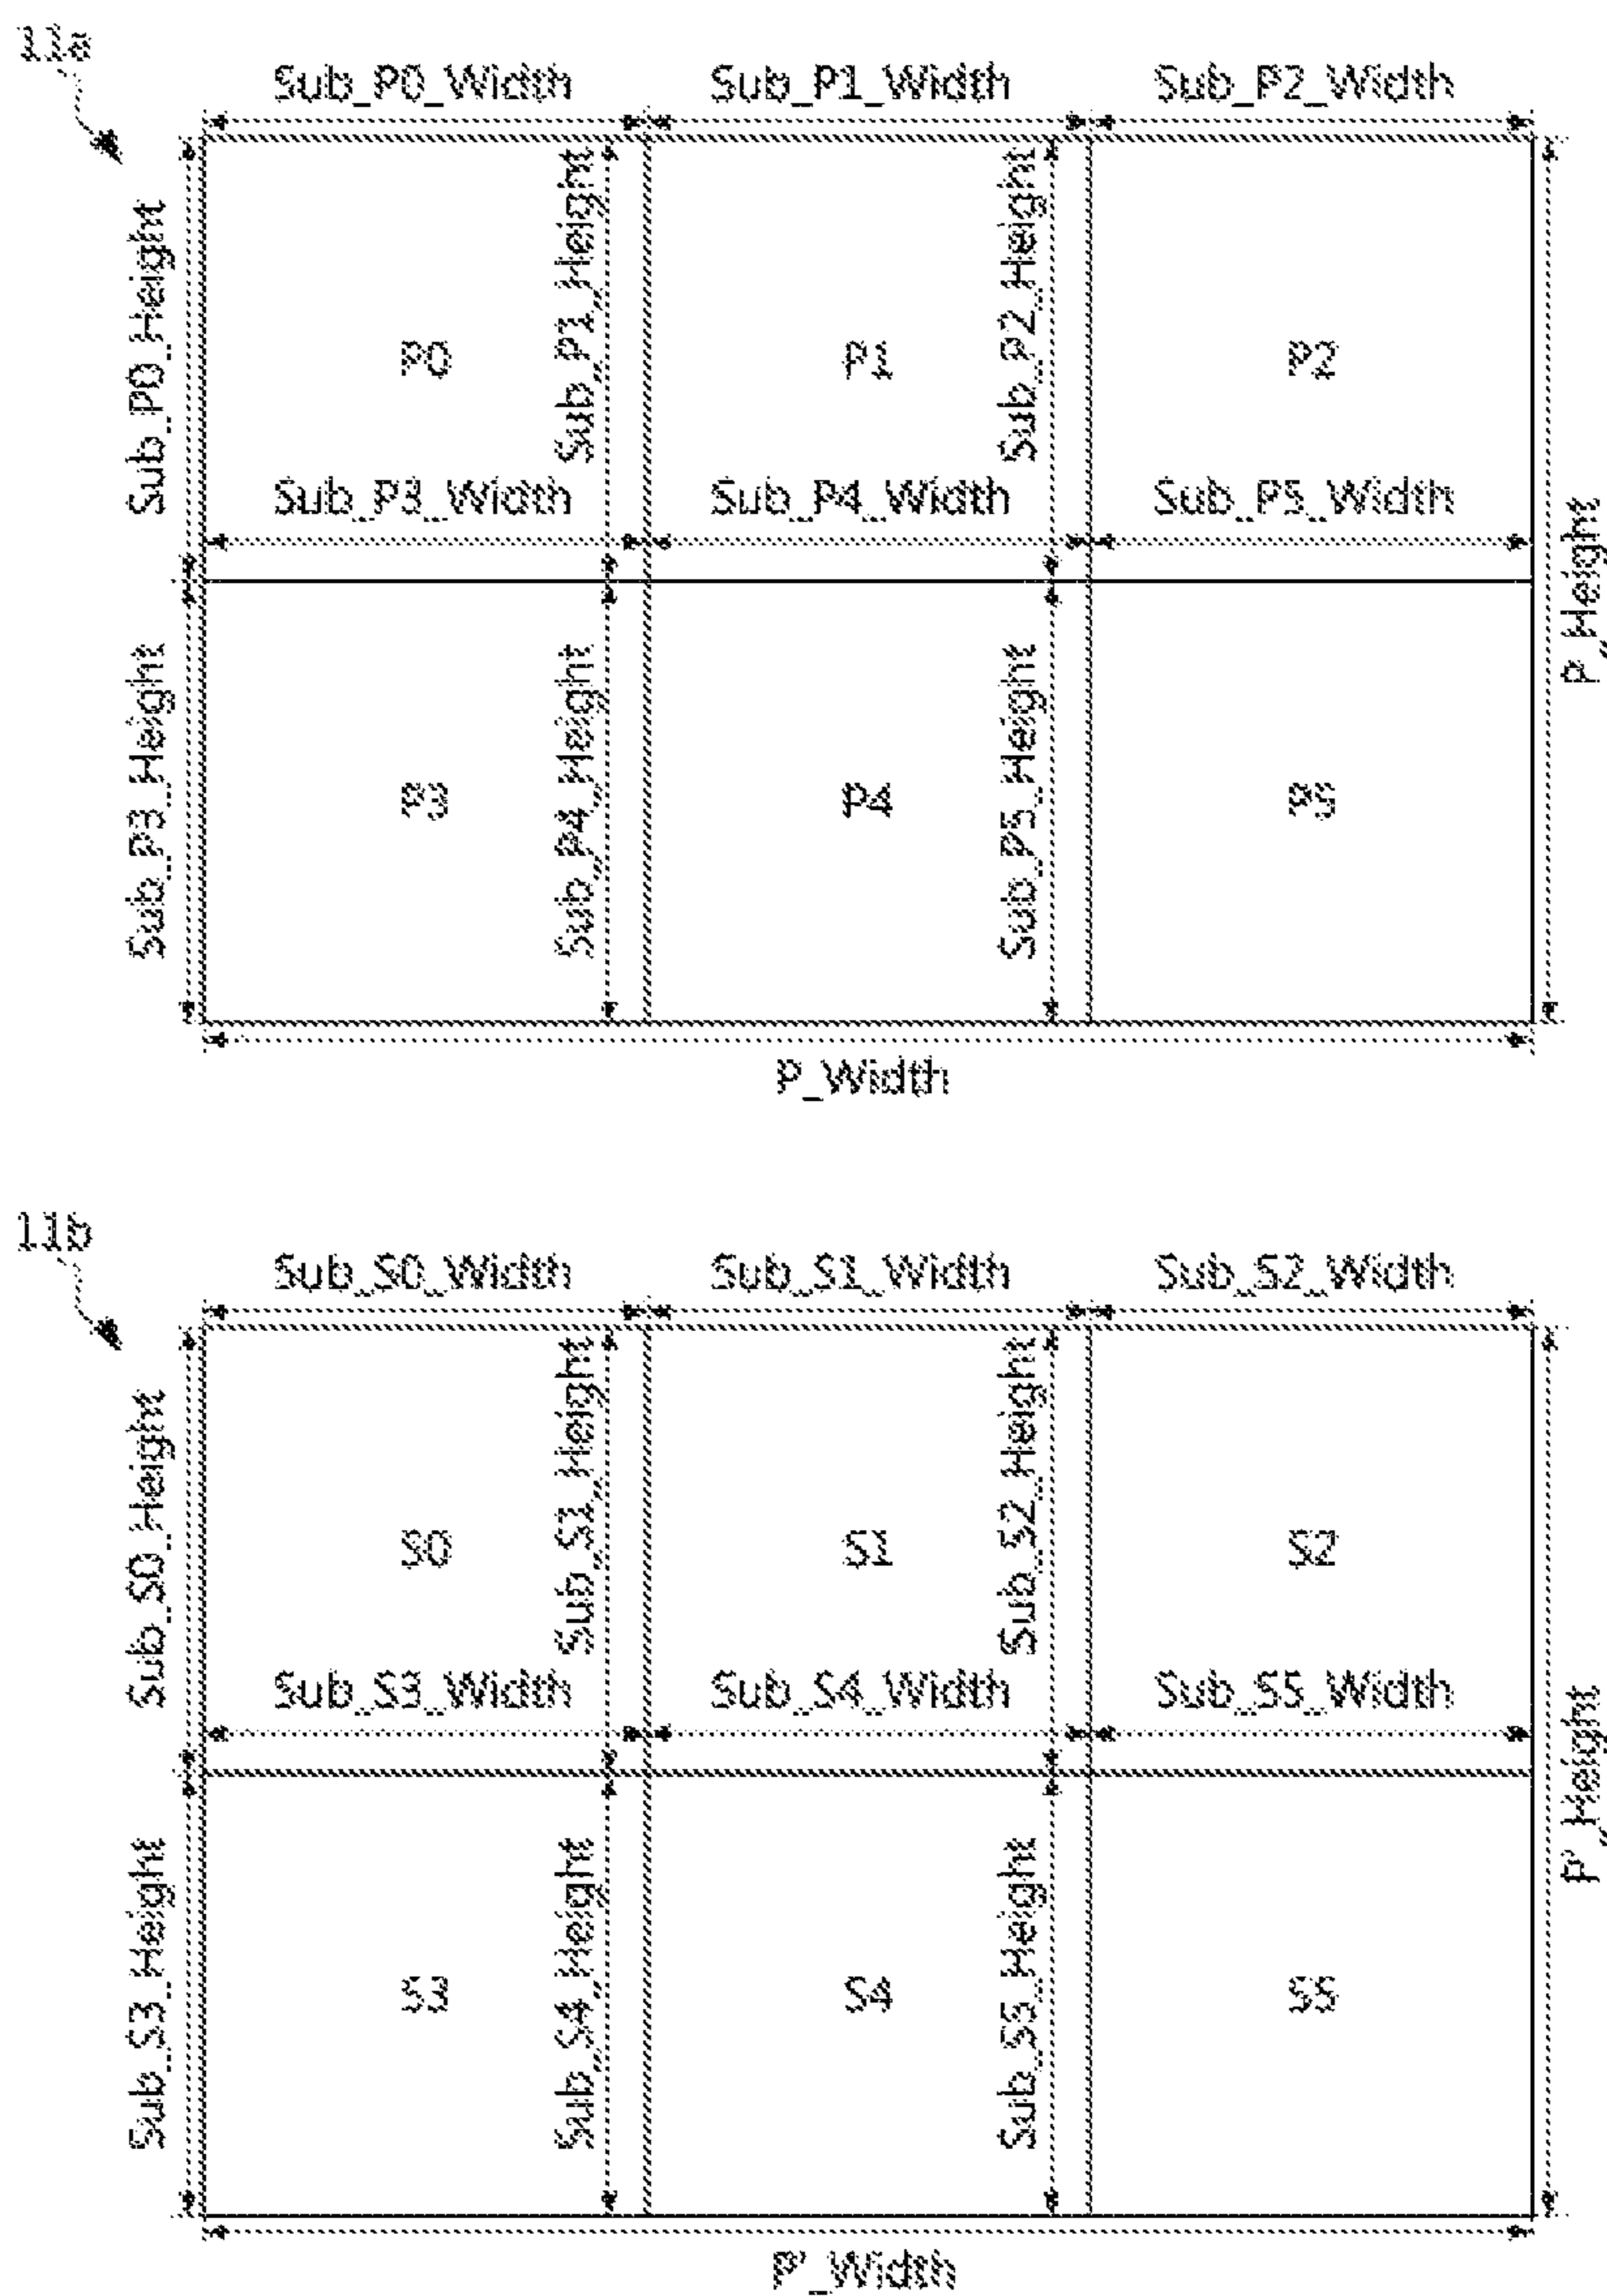 11a
Sub_P0_Width Sub_P1_Width Sub_P2_Width
Sub_P0_Height
Sub_P1_Height
Sub_P2_Height
P0 P1 P2
Sub_P3_Width Sub_P4_Width Sub_P5_Width
P_Height
Sub_P3_Height
Sub_P4_Height
Sub_P5_Height
P3 P4 P5
P_Width
11b
Sub_S0_Width Sub_S1_Width Sub_S2_Width
Sub_S0_Height
Sub_S1_Height
Sub_S2_Height
S0 S1 S2
Sub_S3_Width Sub_S4_Width Sub_S5_Width
P'_Height
Sub_S3_Height
Sub_S4_Height
Sub_S5_Height
S3 S4 S5
P'_Width